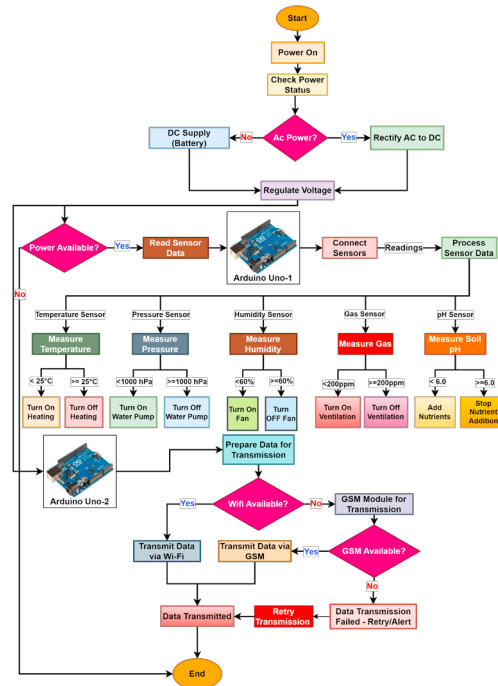 Start
Power On
Check Power
Status
Ac Power?
No
Yes
DC Supply
(Battery)
Rectify AC to DC
Regulate Voltage
Power Available?
Yes
No
Read Sensor
Data
Arduino Uno-1
Connect
Sensors
Readings
Process
Sensor Data
Temperature Sensor
Pressure Sensor
Humidity Sensor
Gas Sensor
pH Sensor
Measure
Temperature
Measure
Pressure
Measure
Humidity
Measure Gas
Measure Soil
pH
< 25°C
>= 25°C
<1000 hPa
>=1000 hPa
<60%
>=60%
<200ppm
>=200ppm
< 6.0
>=6.0
Turn On
Heating
Turn Off
Heating
Turn On
Water Pump
Turn Off
Water Pump
Turn On
Fan
Turn
OFF Fan
Turn On
Ventilation
Turn Off
Ventilation
Add
Nutrients
Stop
Nutrient
Addition
Arduino Uno-2
Prepare Data for
Transmission
Wifi Available?
Yes
No
GSM Module for
Transmission
Transmit Data
via Wi-Fi
Transmit Data via
GSM
Yes
GSM Available?
No
Data Transmitted
Retry
Transmission
Data Transmission
Failed - Retry/Alert
End